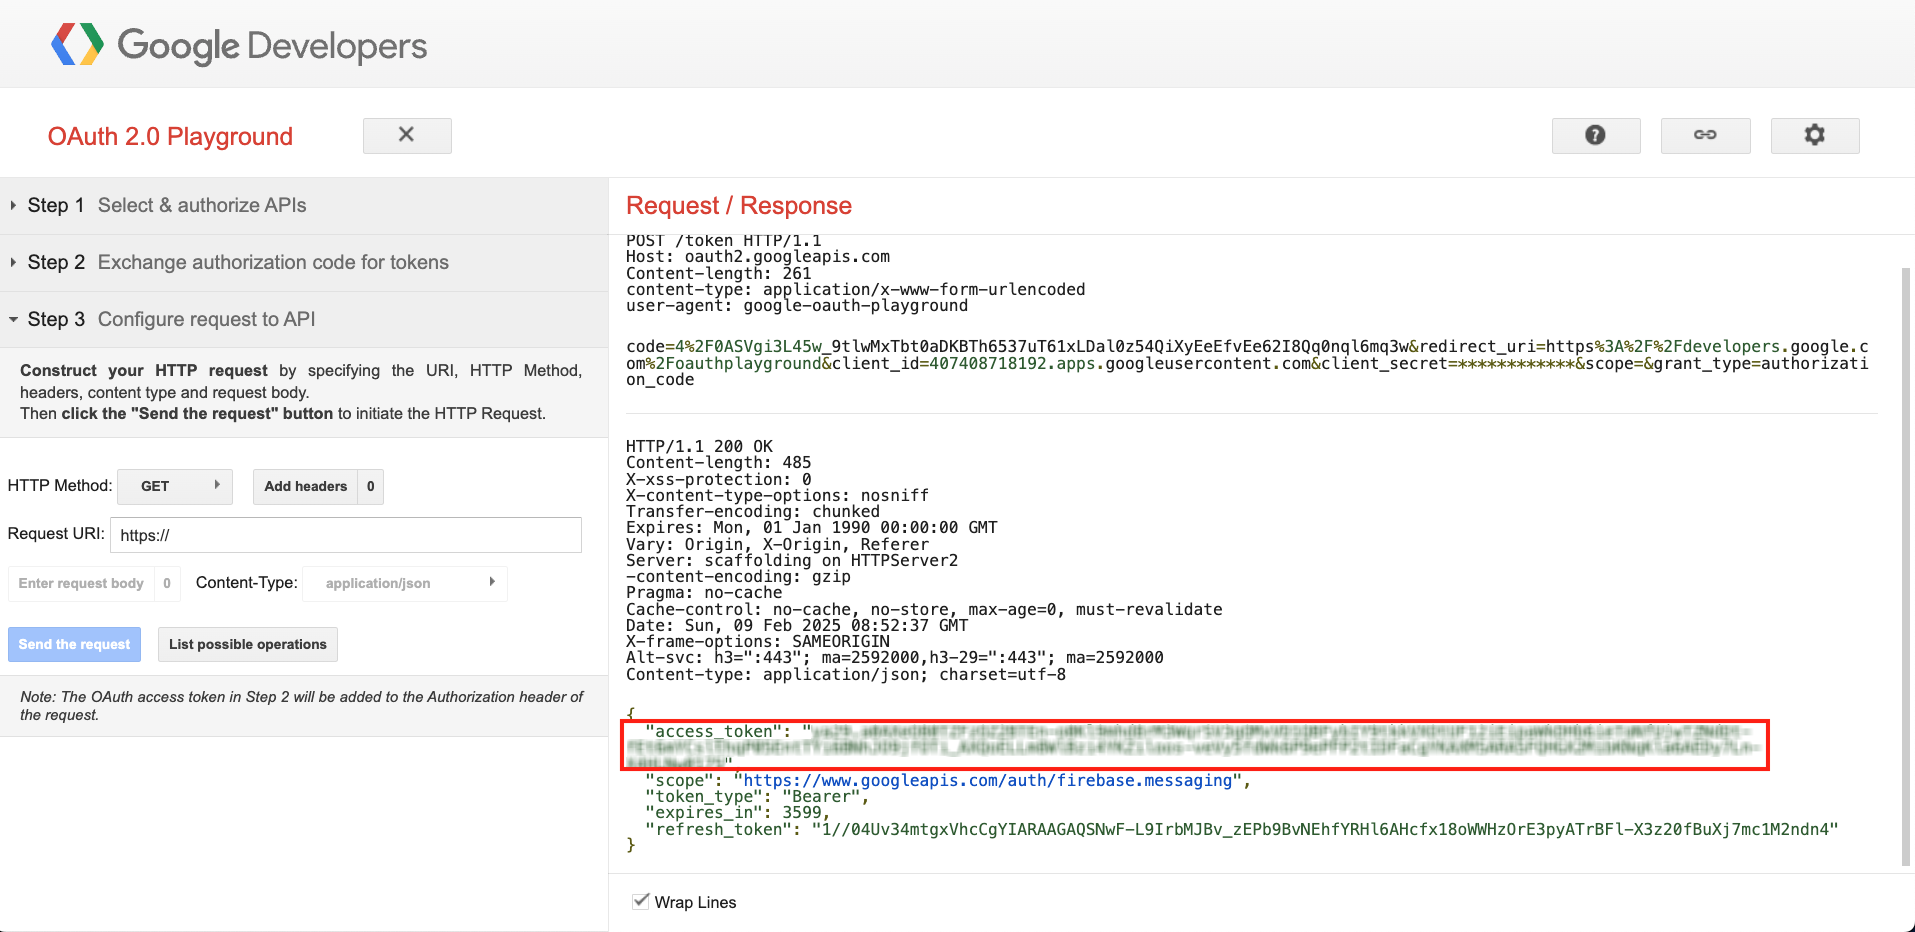 Google Developers
OAuth 2.0 Playground
Step 1 Select & authorize APIs
Step 2 Exchange authorization code for tokens
Step 3 Configure request to API
Construct your HTTP request by specifying the URI, HTTP Method,
headers, content type and request body.
Then click the "Send the request" button to initiate the HTTP Request.
HTTP Method: GET Add headers 0
Request URI: https://
Enter request body 0 Content-Type: application/json
Send the request List possible operations
Note: The OAuth access token in Step 2 will be added to the Authorization header of
the request.
Request / Response
POST /token HTTP/1.1
Host: oauth2.googleapis.com
Content-length: 261
content-type: application/x-www-form-urlencoded
user-agent: google-oauth-playground
code=4%2F0ASVgi3L45w_9tlwMxTbt0aDKBTh6537uT61xLDal0z54QiXyEeEfvEe62I8Qq0nql6mq3w&redirect_uri=https%3A%2F%2Fdevelopers.google.c
om%2Foauthplayground&client_id=407408718192.apps.googleusercontent.com&client_secret=************&scope=&grant_type=authorizati
on_code
HTTP/1.1 200 OK
Content-length: 485
X-xss-protection: 0
X-content-type-options: nosniff
Transfer-encoding: chunked
Expires: Mon, 01 Jan 1990 00:00:00 GMT
Vary: Origin, X-Origin, Referer
Server: scaffolding on HTTPServer2
-content-encoding: gzip
Pragma: no-cache
Cache-control: no-cache, no-store, max-age=0, must-revalidate
Date: Sun, 09 Feb 2025 08:52:37 GMT
X-frame-options: SAMEORIGIN
Alt-svc: h3=":443"; ma=2592000,h3-29=":443"; ma=2592000
Content-type: application/json; charset=utf-8
{
"access_token": "
",
"scope": "https://www.googleapis.com/auth/firebase.messaging",
"token_type": "Bearer",
"expires_in": 3599,
"refresh_token": "1//04Uv34mtgxVhcCgYIARAAGAQSNwF-L9IrbMJBv_zEPb9BvNEhfYRHl6AHcfx18oWWHzOrE3pyATrBFl-X3z20fBuXj7mc1M2ndn4"
}
Wrap Lines